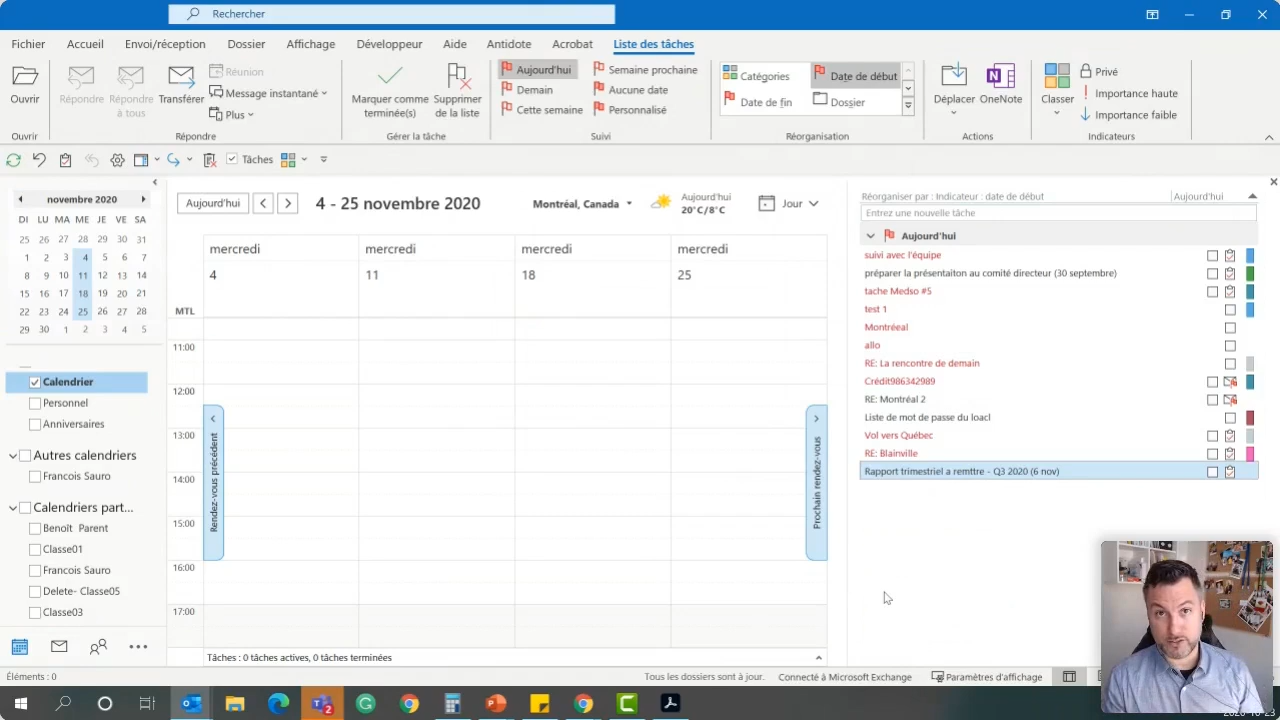 Rechercher
Fichier Accueil Envoi/réception Dossier Affichage Développeur Aide Antidote Acrobat Liste des tâches
Ouvrir
Répondre
Répondre à tous
Transférer
Réunion
Message instantané
Plus
Marquer comme terminée(s)
Supprimer de la liste
Aujourd'hui
Demain
Cette semaine
Semaine prochaine
Aucune date
Personnalisé
Catégories
Date de début
Date de fin
Dossier
Déplacer
OneNote
Classer
Privé
Importance haute
Importance faible
Ouvrir Répondre Gérer la tâche Suivi Réorganisation Actions Indicateurs
Tâches
novembre 2020
DI LU MA ME JE VE SA
25 26 27 28 29 30 31
1 2 3 4 5 6 7
8 9 10 11 12 13 14
15 16 17 18 19 20 21
22 23 24 25 26 27 28
29 30 1 2 3 4 5
Calendrier
Personnel
Anniversaires
Autres calendriers
Francois Sauro
Calendriers part...
Benoît Parent
Classe01
Francois Sauro
Delete- Classe05
Classe03
Aujourd'hui
4 - 25 novembre 2020
Montréal, Canada
Aujourd'hui
20°C/8°C
Jour
mercredi mercredi mercredi mercredi
4 11 18 25
MTL
11:00
12:00
13:00
14:00
15:00
16:00
17:00
Rendez-vous précédent
Prochain rendez-vous
Tâches : 0 tâches actives, 0 tâches terminées
Réorganiser par : Indicateur : date de début Aujourd'hui
Entrez une nouvelle tâche
Aujourd'hui
suivi avec l'équipe
préparer la présentaiton au comité directeur (30 septembre)
tache Medso #5
test 1
Montréeal
allo
RE: La rencontre de demain
Crédit986342989
RE: Montréal 2
Liste de mot de passe du loacl
Vol vers Québec
RE: Blainville
Rapport trimestriel a remttre - Q3 2020 (6 nov)
Éléments : 0
Tous les dossiers sont à jour.
Connecté à Microsoft Exchange
Paramètres d'affichage
2020-10-23